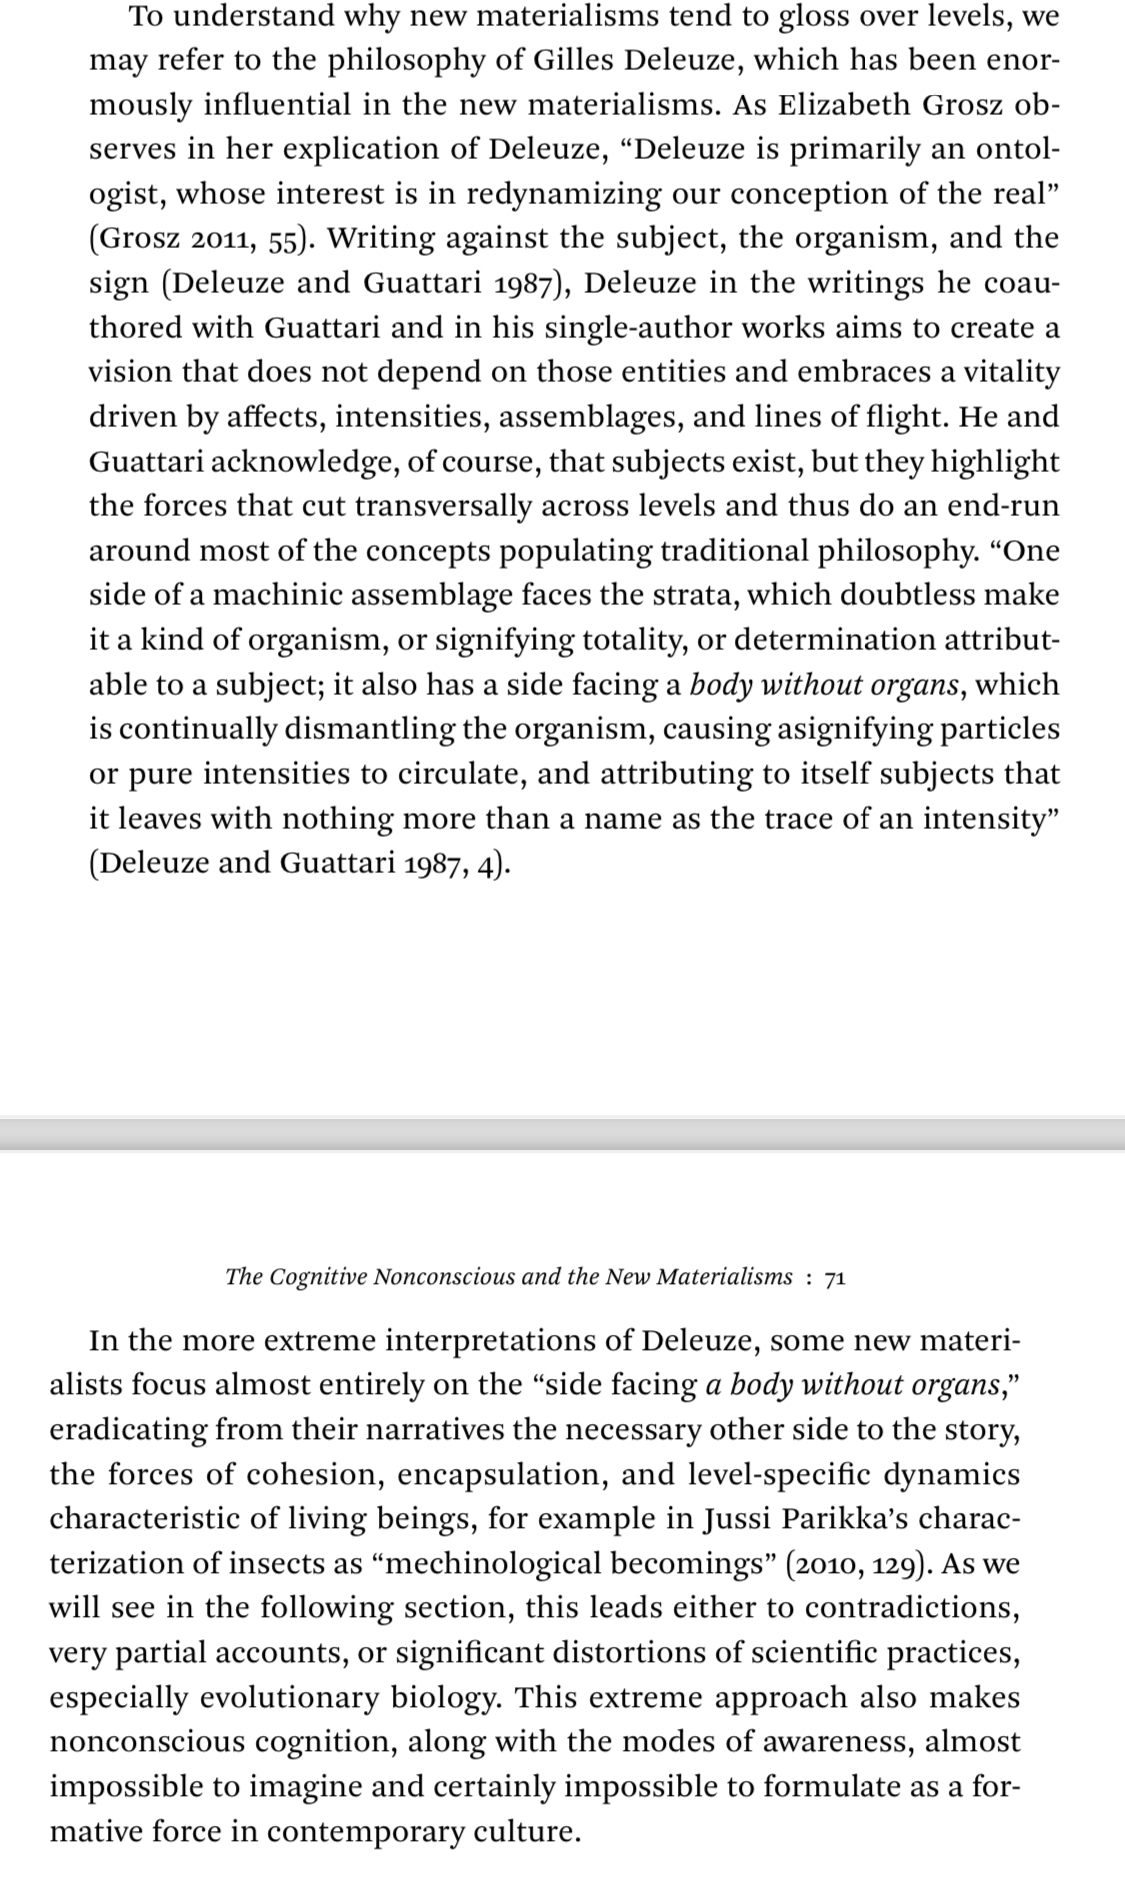 To understand why new materialisms tend to gloss over levels, we
may refer to the philosophy of Gilles Deleuze, which has been enor-
mously influential in the new materialisms. As Elizabeth Grosz ob-
serves in her explication of Deleuze, “Deleuze is primarily an ontol-
ogist, whose interest is in redynamizing our conception of the real”
(Grosz 2011, 55). Writing against the subject, the organism, and the
sign (Deleuze and Guattari 1987), Deleuze in the writings he coau-
thored with Guattari and in his single-author works aims to create a
vision that does not depend on those entities and embraces a vitality
driven by affects, intensities, assemblages, and lines of flight. He and
Guattari acknowledge, of course, that subjects exist, but they highlight
the forces that cut transversally across levels and thus do an end-run
around most of the concepts populating traditional philosophy. “One
side of a machinic assemblage faces the strata, which doubtless make
it a kind of organism, or signifying totality, or determination attribut-
able to a subject; it also has a side facing a body without organs, which
is continually dismantling the organism, causing asignifying particles
or pure intensities to circulate, and attributing to itself subjects that
it leaves with nothing more than a name as the trace of an intensity”
(Deleuze and Guattari 1987, 4).
The Cognitive Nonconscious and the New Materialisms : 71
In the more extreme interpretations of Deleuze, some new materi-
alists focus almost entirely on the “side facing a body without organs,”
eradicating from their narratives the necessary other side to the story,
the forces of cohesion, encapsulation, and level-specific dynamics
characteristic of living beings, for example in Jussi Parikka’s charac-
terization of insects as “mechinological becomings” (2010, 129). As we
will see in the following section, this leads either to contradictions,
very partial accounts, or significant distortions of scientific practices,
especially evolutionary biology. This extreme approach also makes
nonconscious cognition, along with the modes of awareness, almost
impossible to imagine and certainly impossible to formulate as a for-
mative force in contemporary culture.